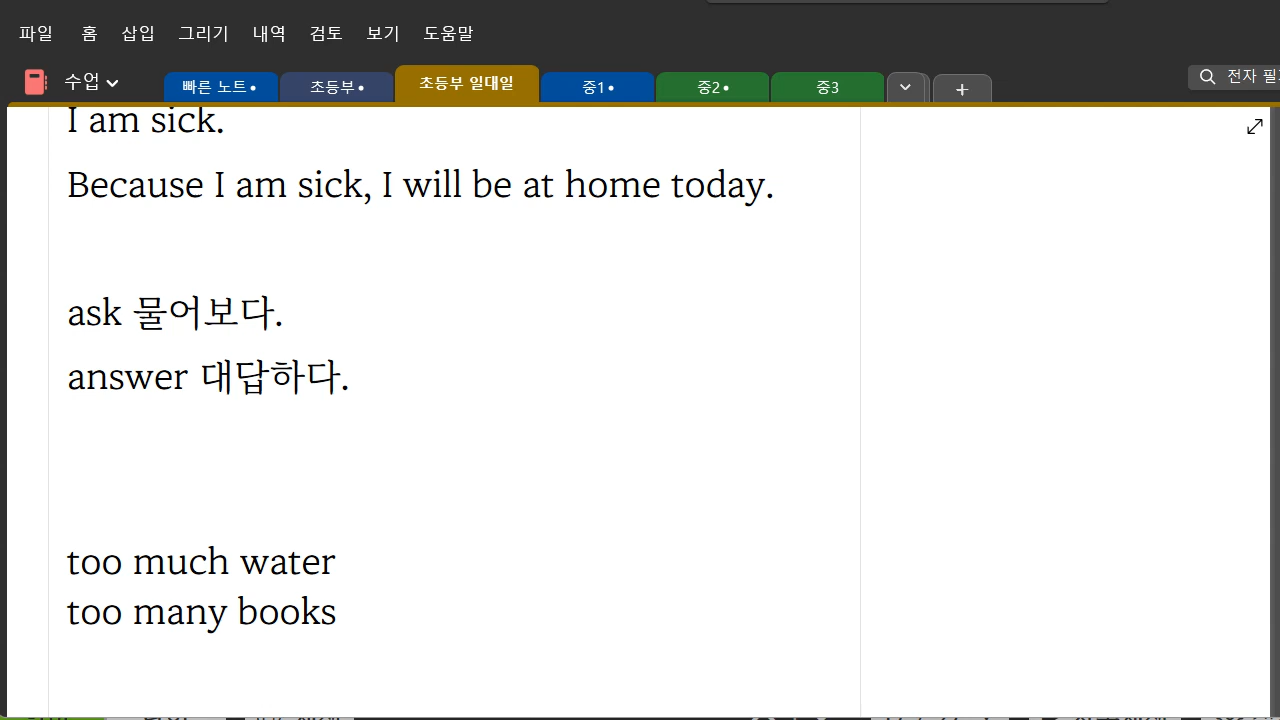 파일 홈 삽입 그리기 내역 검토 보기 도움말
수업 빠른 노트 초등부 초등부 일대일 중1 중2 중3 + 전자
I am sick.
Because I am sick, I will be at home today.
ask 물어보다.
answer 대답하다.
too much water
too many books